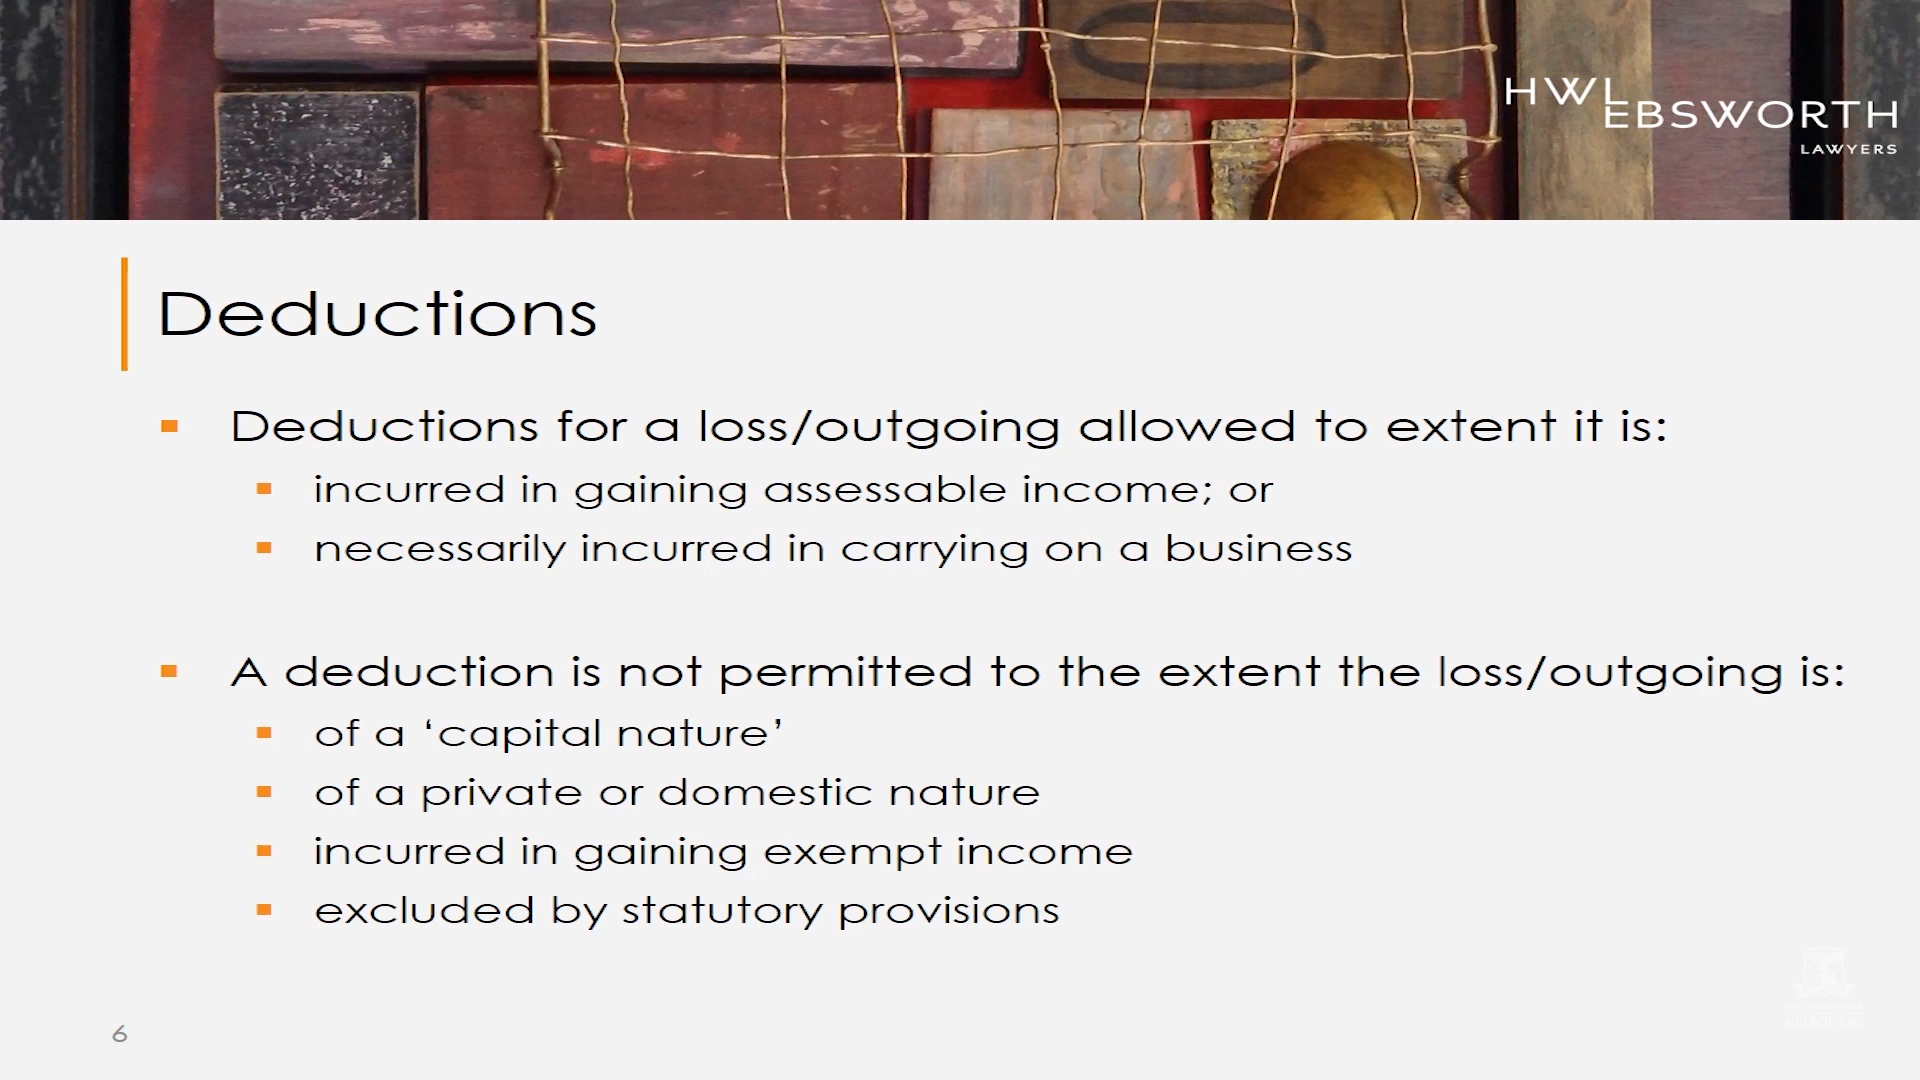 HWL
EBSWORTH
LAWYERS
Deductions
▪ Deductions for a loss/outgoing allowed to extent it is:
▪ incurred in gaining assessable income; or
▪ necessarily incurred in carrying on a business
▪ A deduction is not permitted to the extent the loss/outgoing is:
▪ of a ‘capital nature’
▪ of a private or domestic nature
▪ incurred in gaining exempt income
▪ excluded by statutory provisions
6